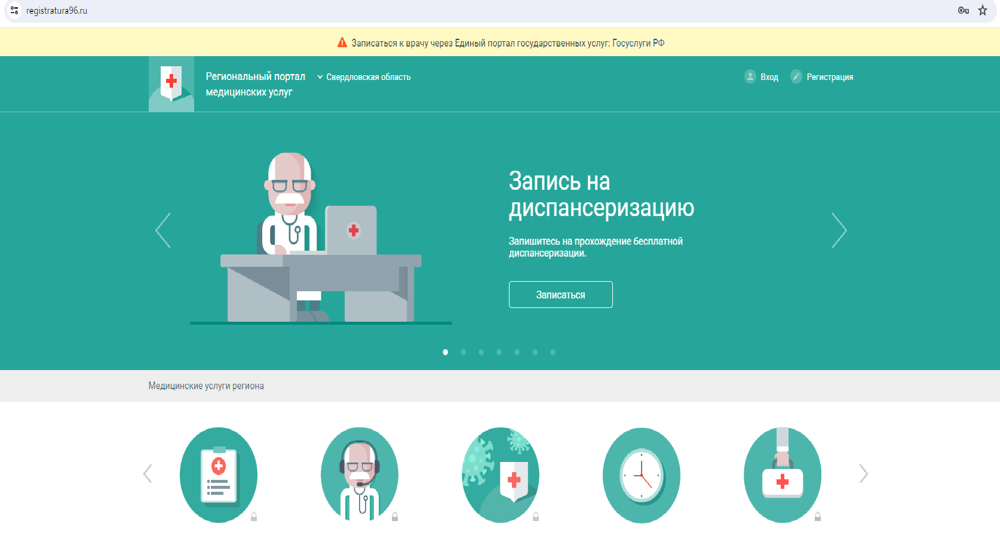 registratura96.ru
Записаться к врачу через Единый портал государственных услуг: Госуслуги РФ
Региональный портал
медицинских услуг
Свердловская область
Вход
Регистрация
Запись на
диспансеризацию
Запишитесь на прохождение бесплатной
диспансеризации.
Записаться
Медицинские услуги региона